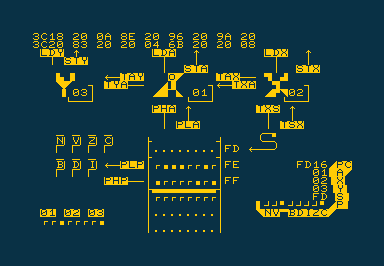 3C18 20 0A 8E 20 96 20 20 9A 20
3C20 83 20 20 04 6B 20 20 20 08
LDY LDA LDX
STY STA STX
TAY TAX
TYA TXA
03 01 02
PHA TXS
PLA TSX
N V Z C FD
B D I PLP FE FD16 PC
PHP FF 01 A
02 X
03 Y
FD S
P
01 02 03 NV BDIZC